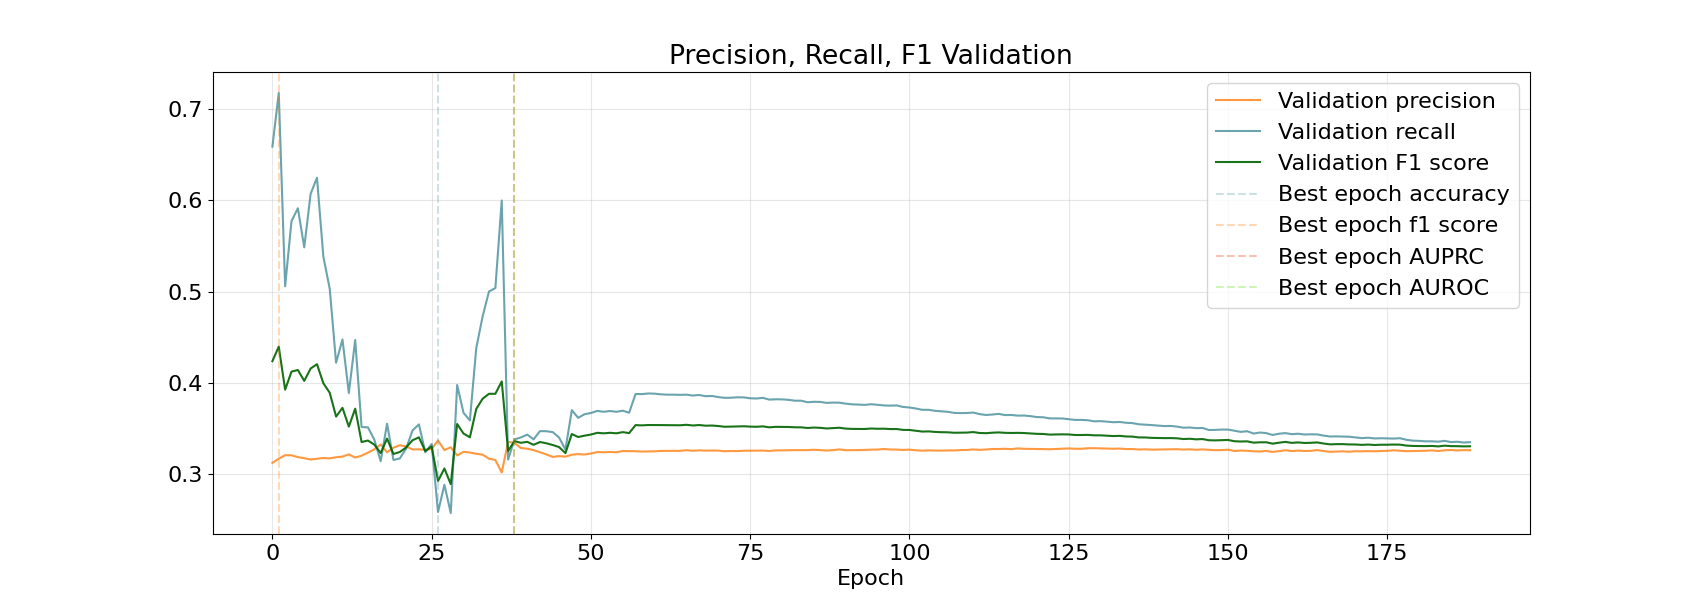 Precision, Recall, F1 Validation
0.7
0.6
0.5
0.4
0.3
Validation precision
Validation recall
Validation F1 score
Best epoch accuracy
Best epoch f1 score
Best epoch AUPRC
Best epoch AUROC
0 25 50 75 100 125 150 175
Epoch